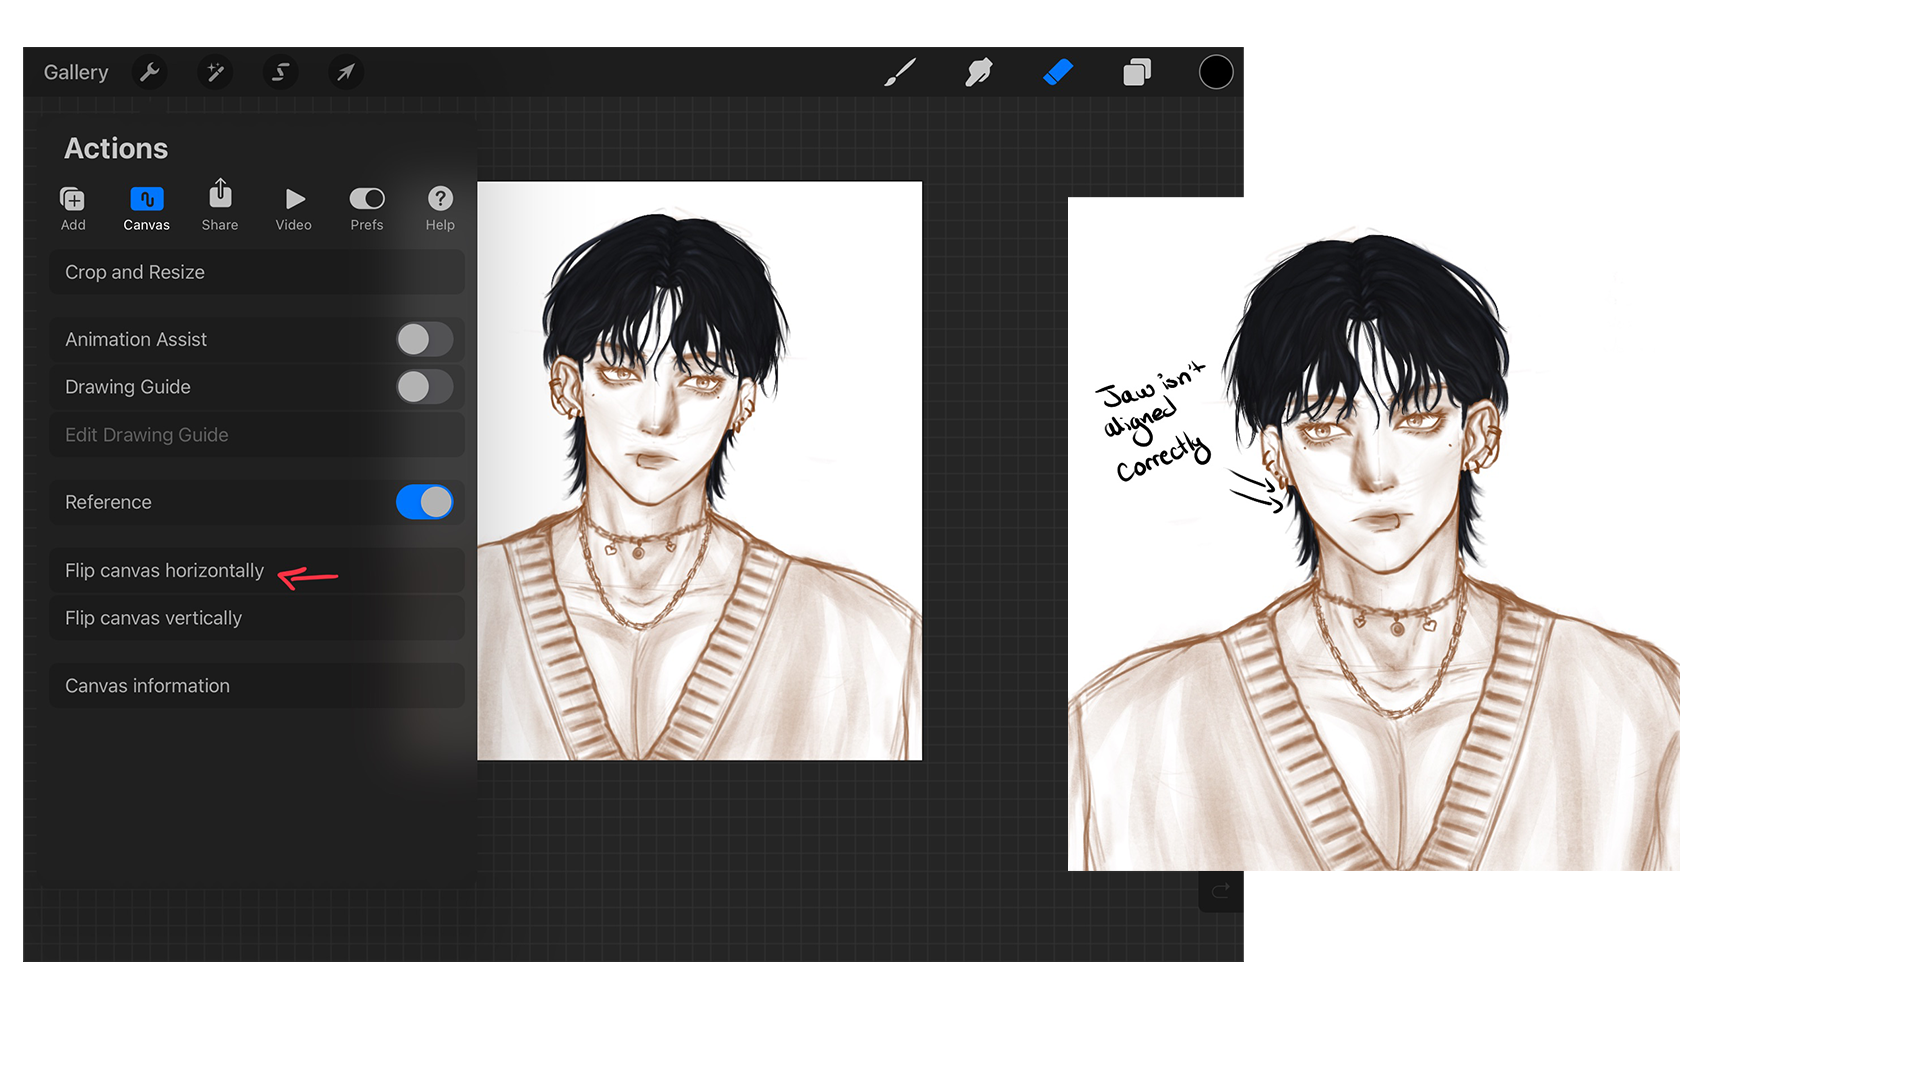 Gallery
Actions
Add Canvas Share Video Prefs Help
Crop and Resize
Animation Assist
Drawing Guide
Edit Drawing Guide
Reference
Flip canvas horizontally
Flip canvas vertically
Canvas information
Jaw isn't
aligned
correctly